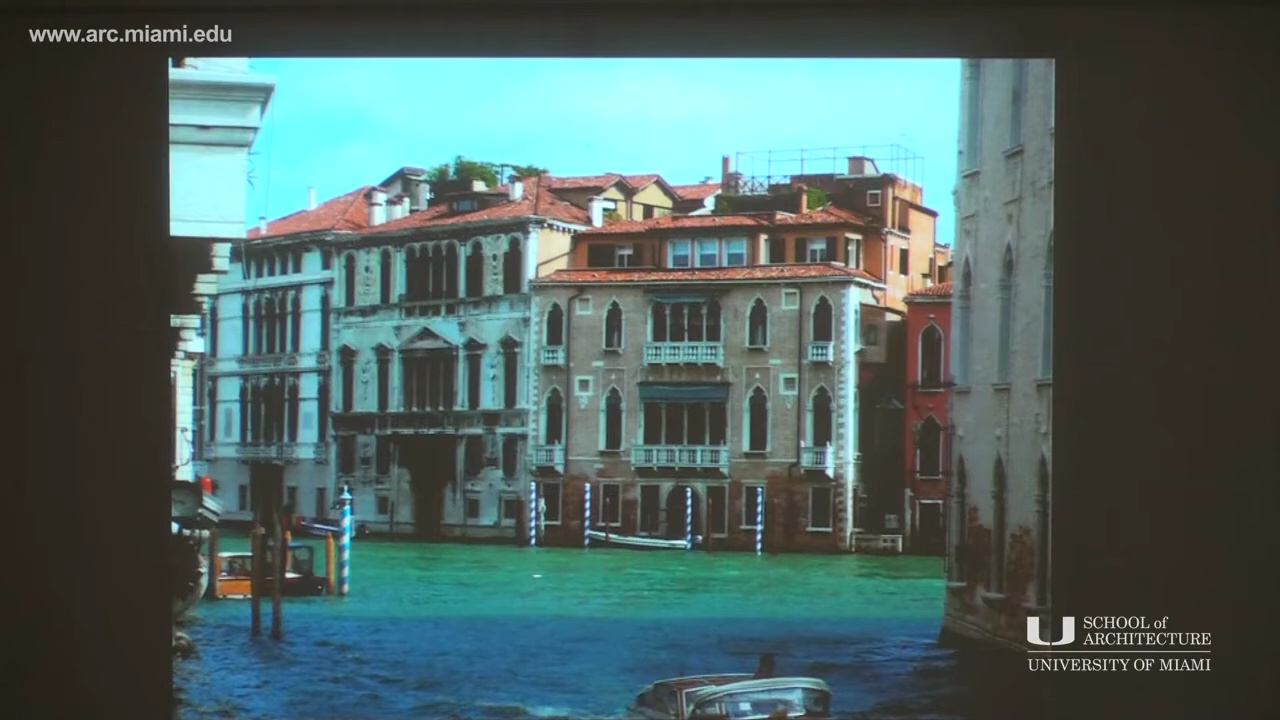 www.arc.miami.edu
SCHOOL of
ARCHITECTURE
UNIVERSITY OF MIAMI